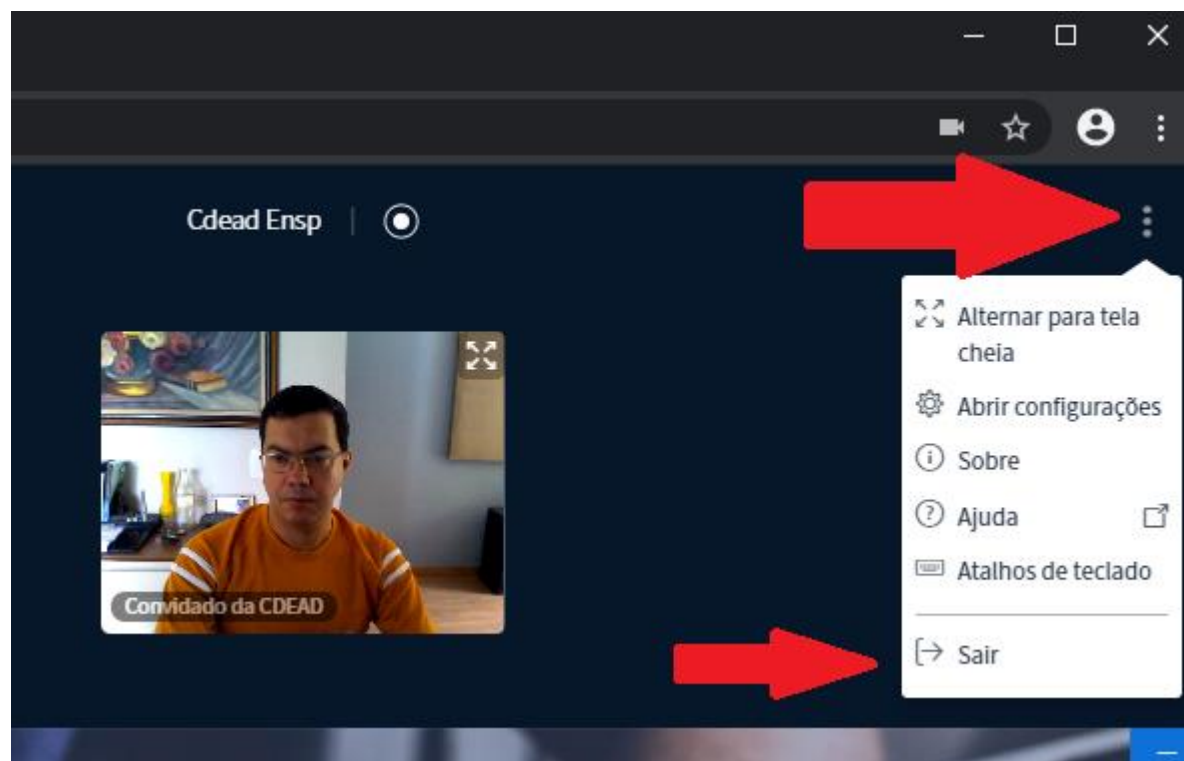 Cdead Ensp
Alternar para tela
cheia
Abrir configurações
Sobre
Ajuda
Atalhos de teclado
Sair
Convidado da CDEAD